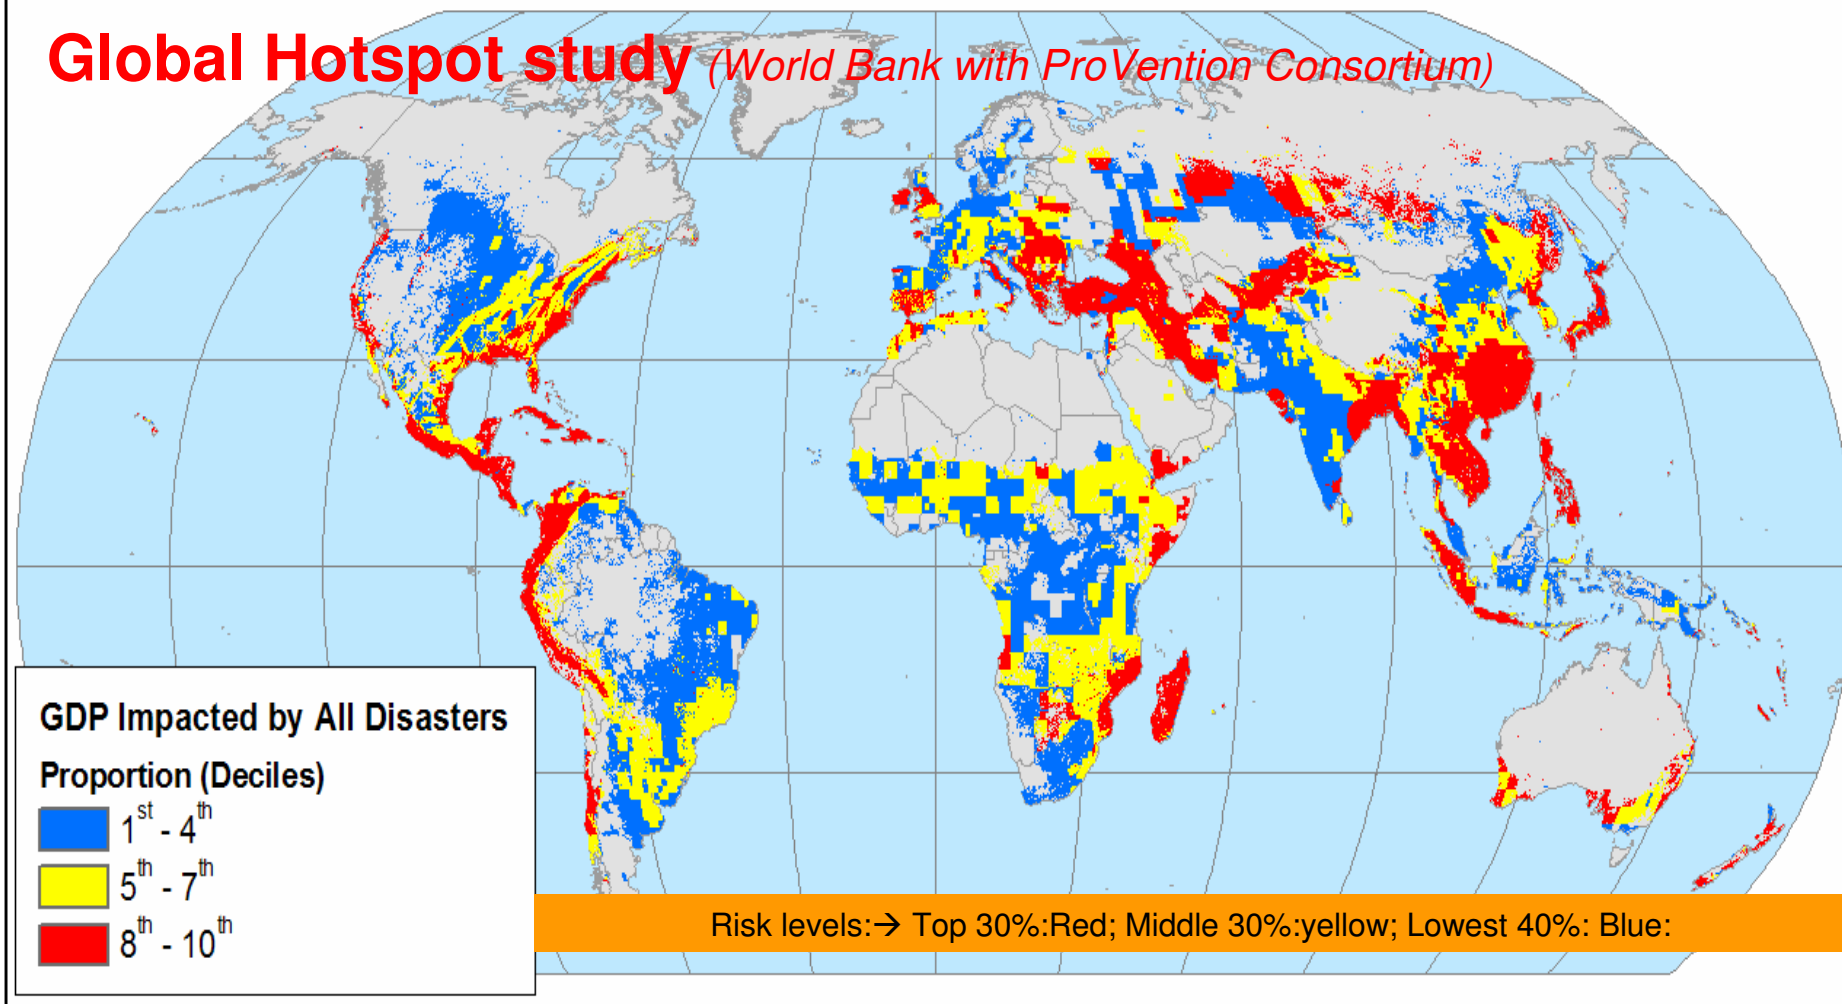 Global Hotspot study (World Bank with ProVention Consortium)
GDP Impacted by All Disasters
Proportion (Deciles)
1st - 4th
5th - 7th
8th - 10th
Risk levels:→ Top 30%:Red; Middle 30%:yellow; Lowest 40%: Blue: